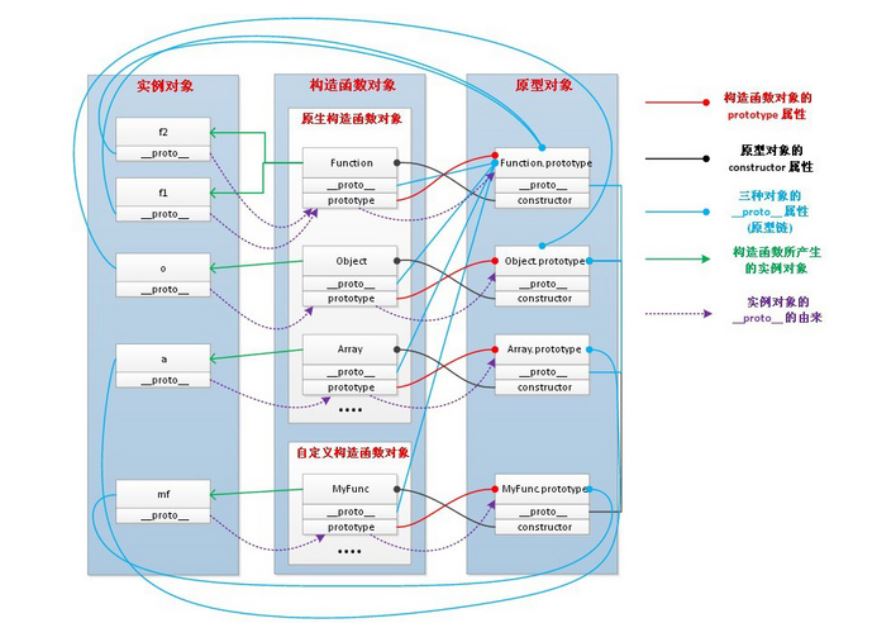 实例对象
f2
__proto__
f1
__proto__
o
__proto__
a
__proto__
mf
__proto__
构造函数对象
原生构造函数对象
Function
__proto__
prototype
Object
__proto__
prototype
Array
__proto__
prototype
••••
自定义构造函数对象
MyFunc
__proto__
prototype
••••
原型对象
Function.prototype
__proto__
constructor
Object.prototype
__proto__
constructor
Array.prototype
__proto__
constructor
MyFunc.prototype
__proto__
constructor
构造函数对象的
prototype 属性
原型对象的
constructor 属性
三种对象的
__proto__ 属性
(原型链)
构造函数所产生
的实例对象
实例对象的
__proto__ 的由来